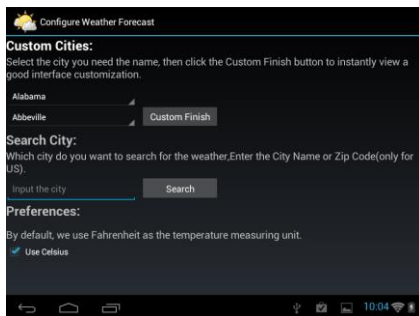 Configure Weather Forecast
Custom Cities:
Select the city you need the name, then click the Custom Finish button to instantly view a
good interface customization.
Alabama
Abbeville
Custom Finish
Search City:
Which city do you want to search for the weather,Enter the City Name or Zip Code(only for
US).
Input the city
Search
Preferences:
By default, we use Fahrenheit as the temperature measuring unit.
Use Celsius
10:04